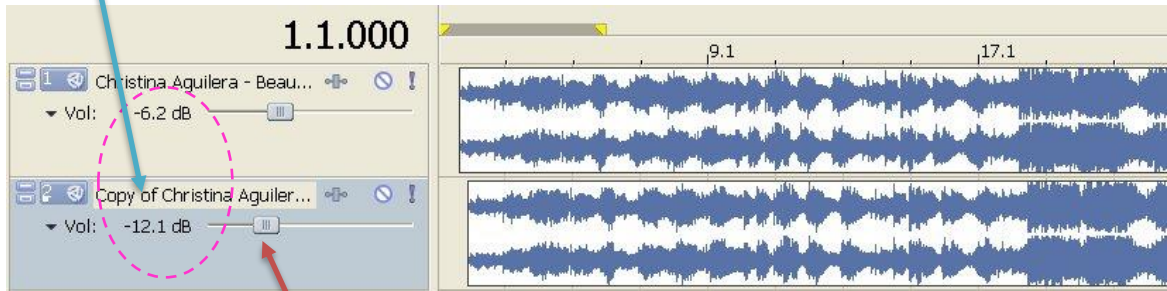 1.1.000
9.1 17.1
1 Christina Aguilera - Beau...
Vol: -6.2 dB
2 Copy of Christina Aguiler...
Vol: -12.1 dB